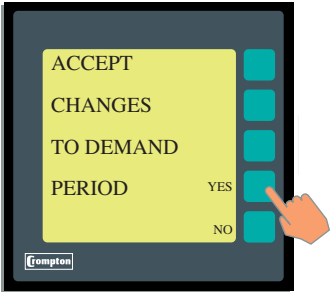 ACCEPT
CHANGES
TO DEMAND
PERIOD YES
NO
Crompton